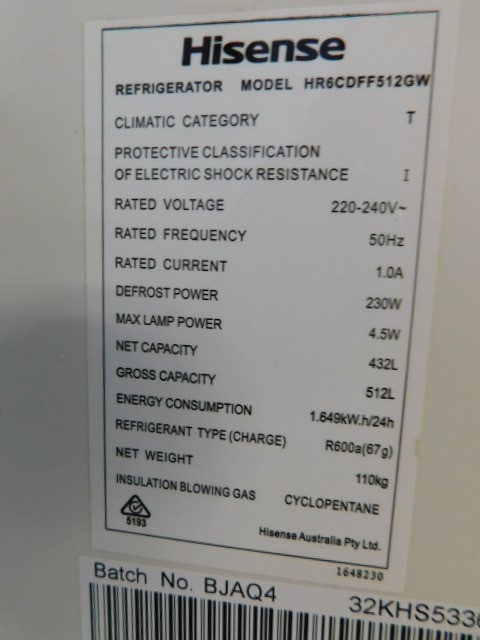 Hisense
REFRIGERATOR MODEL HR6CDFF512GW
CLIMATIC CATEGORY T
PROTECTIVE CLASSIFICATION
OF ELECTRIC SHOCK RESISTANCE I
RATED VOLTAGE 220-240V~
RATED FREQUENCY 50Hz
RATED CURRENT 1.0A
DEFROST POWER 230W
MAX LAMP POWER 4.5W
NET CAPACITY 432L
GROSS CAPACITY 512L
ENERGY CONSUMPTION 1.649kW.h/24h
REFRIGERANT TYPE (CHARGE) R600a(67g)
NET WEIGHT 110kg
INSULATION BLOWING GAS CYCLOPENTANE
5193
Hisense Australia Pty Ltd.
1648230
Batch No. BJAQ4 32KHS5336